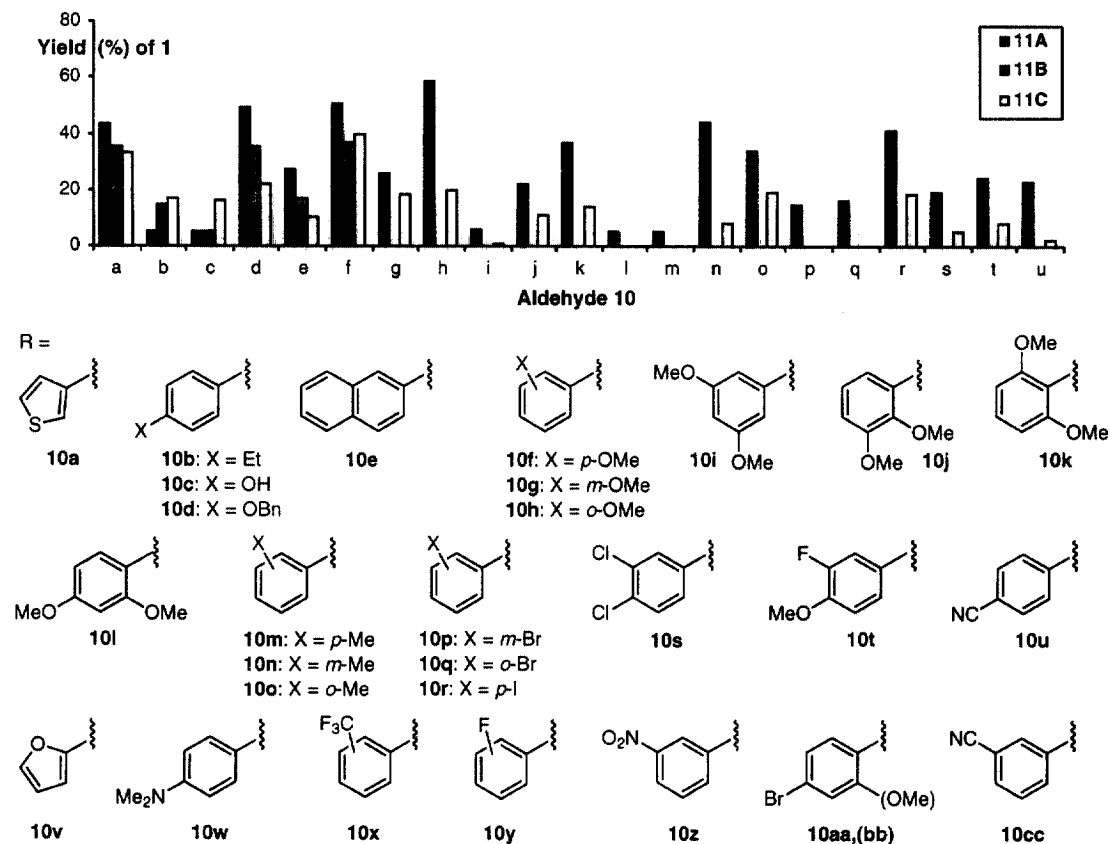 80
Yield (%) of 1
60
40
20
0
11A
11B
11C
a b c d e f g h i j k l m n o p q r s t u
Aldehyde 10
R =
S
10a
X
10b: X = Et
10c: X = OH
10d: X = OBn
10e
X
10f: X = p-OMe
10g: X = m-OMe
10h: X = o-OMe
MeO
OMe
10i
OMe
OMe
10j
OMe
OMe
10k
MeO
OMe
10l
X
10m: X = p-Me
10n: X = m-Me
10o: X = o-Me
X
10p: X = m-Br
10q: X = o-Br
10r: X = p-I
Cl
Cl
10s
F
MeO
10t
NC
10u
O
10v
Me2N
10w
F3C
10x
F
10y
O2N
10z
Br
(OMe)
10aa,(bb)
NC
10cc